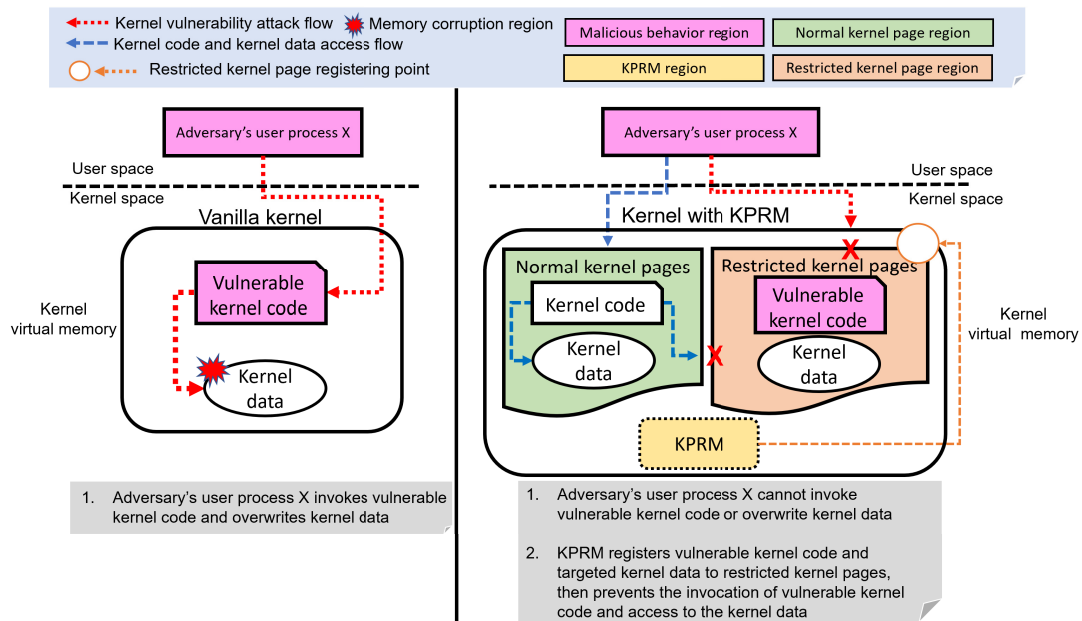 Kernel vulnerability attack flow
Memory corruption region
Kernel code and kernel data access flow
Restricted kernel page registering point
Malicious behavior region
Normal kernel page region
KPRM region
Restricted kernel page region
Adversary's user process X
User space
Kernel space
Vanilla kernel
Vulnerable
kernel code
Kernel
data
Kernel
virtual memory
1. Adversary's user process X invokes vulnerable
kernel code and overwrites kernel data
Adversary's user process X
User space
Kernel space
Kernel with KPRM
Normal kernel pages
Kernel code
Kernel
data
X
X
Restricted kernel pages
Vulnerable
kernel code
Kernel
data
KPRM
Kernel
virtual memory
1. Adversary's user process X cannot invoke
vulnerable kernel code or overwrite kernel data
2. KPRM registers vulnerable kernel code and
targeted kernel data to restricted kernel pages,
then prevents the invocation of vulnerable kernel
code and access to the kernel data